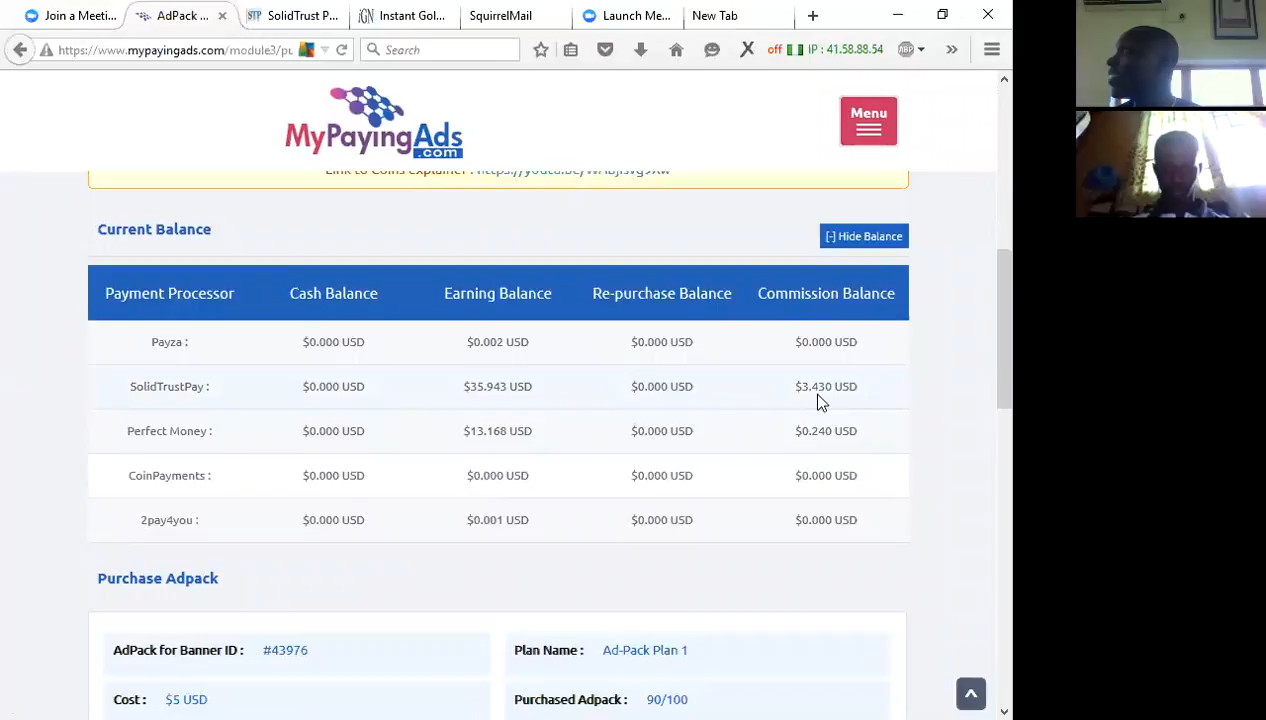 Join a Meeti...
AdPack ...
SolidTrust P...
Instant Gol...
SquirrelMail
Launch Me...
New Tab
https://www.mypayingads.com/module3/pu
Search
off
IP : 41.58.88.54
ABP
MyPayingAds
.com
Menu
Link to Coins Explainer :
Current Balance
[-] Hide Balance
Payment Processor Cash Balance Earning Balance Re-purchase Balance Commission Balance
Payza : $0.000 USD $0.002 USD $0.000 USD $0.000 USD
SolidTrustPay : $0.000 USD $35.943 USD $0.000 USD $3.430 USD
Perfect Money : $0.000 USD $13.168 USD $0.000 USD $0.240 USD
CoinPayments : $0.000 USD $0.000 USD $0.000 USD $0.000 USD
2pay4you : $0.000 USD $0.001 USD $0.000 USD $0.000 USD
Purchase Adpack
AdPack for Banner ID : #43976 Plan Name : Ad-Pack Plan 1
Cost : $5 USD Purchased Adpack : 90/100